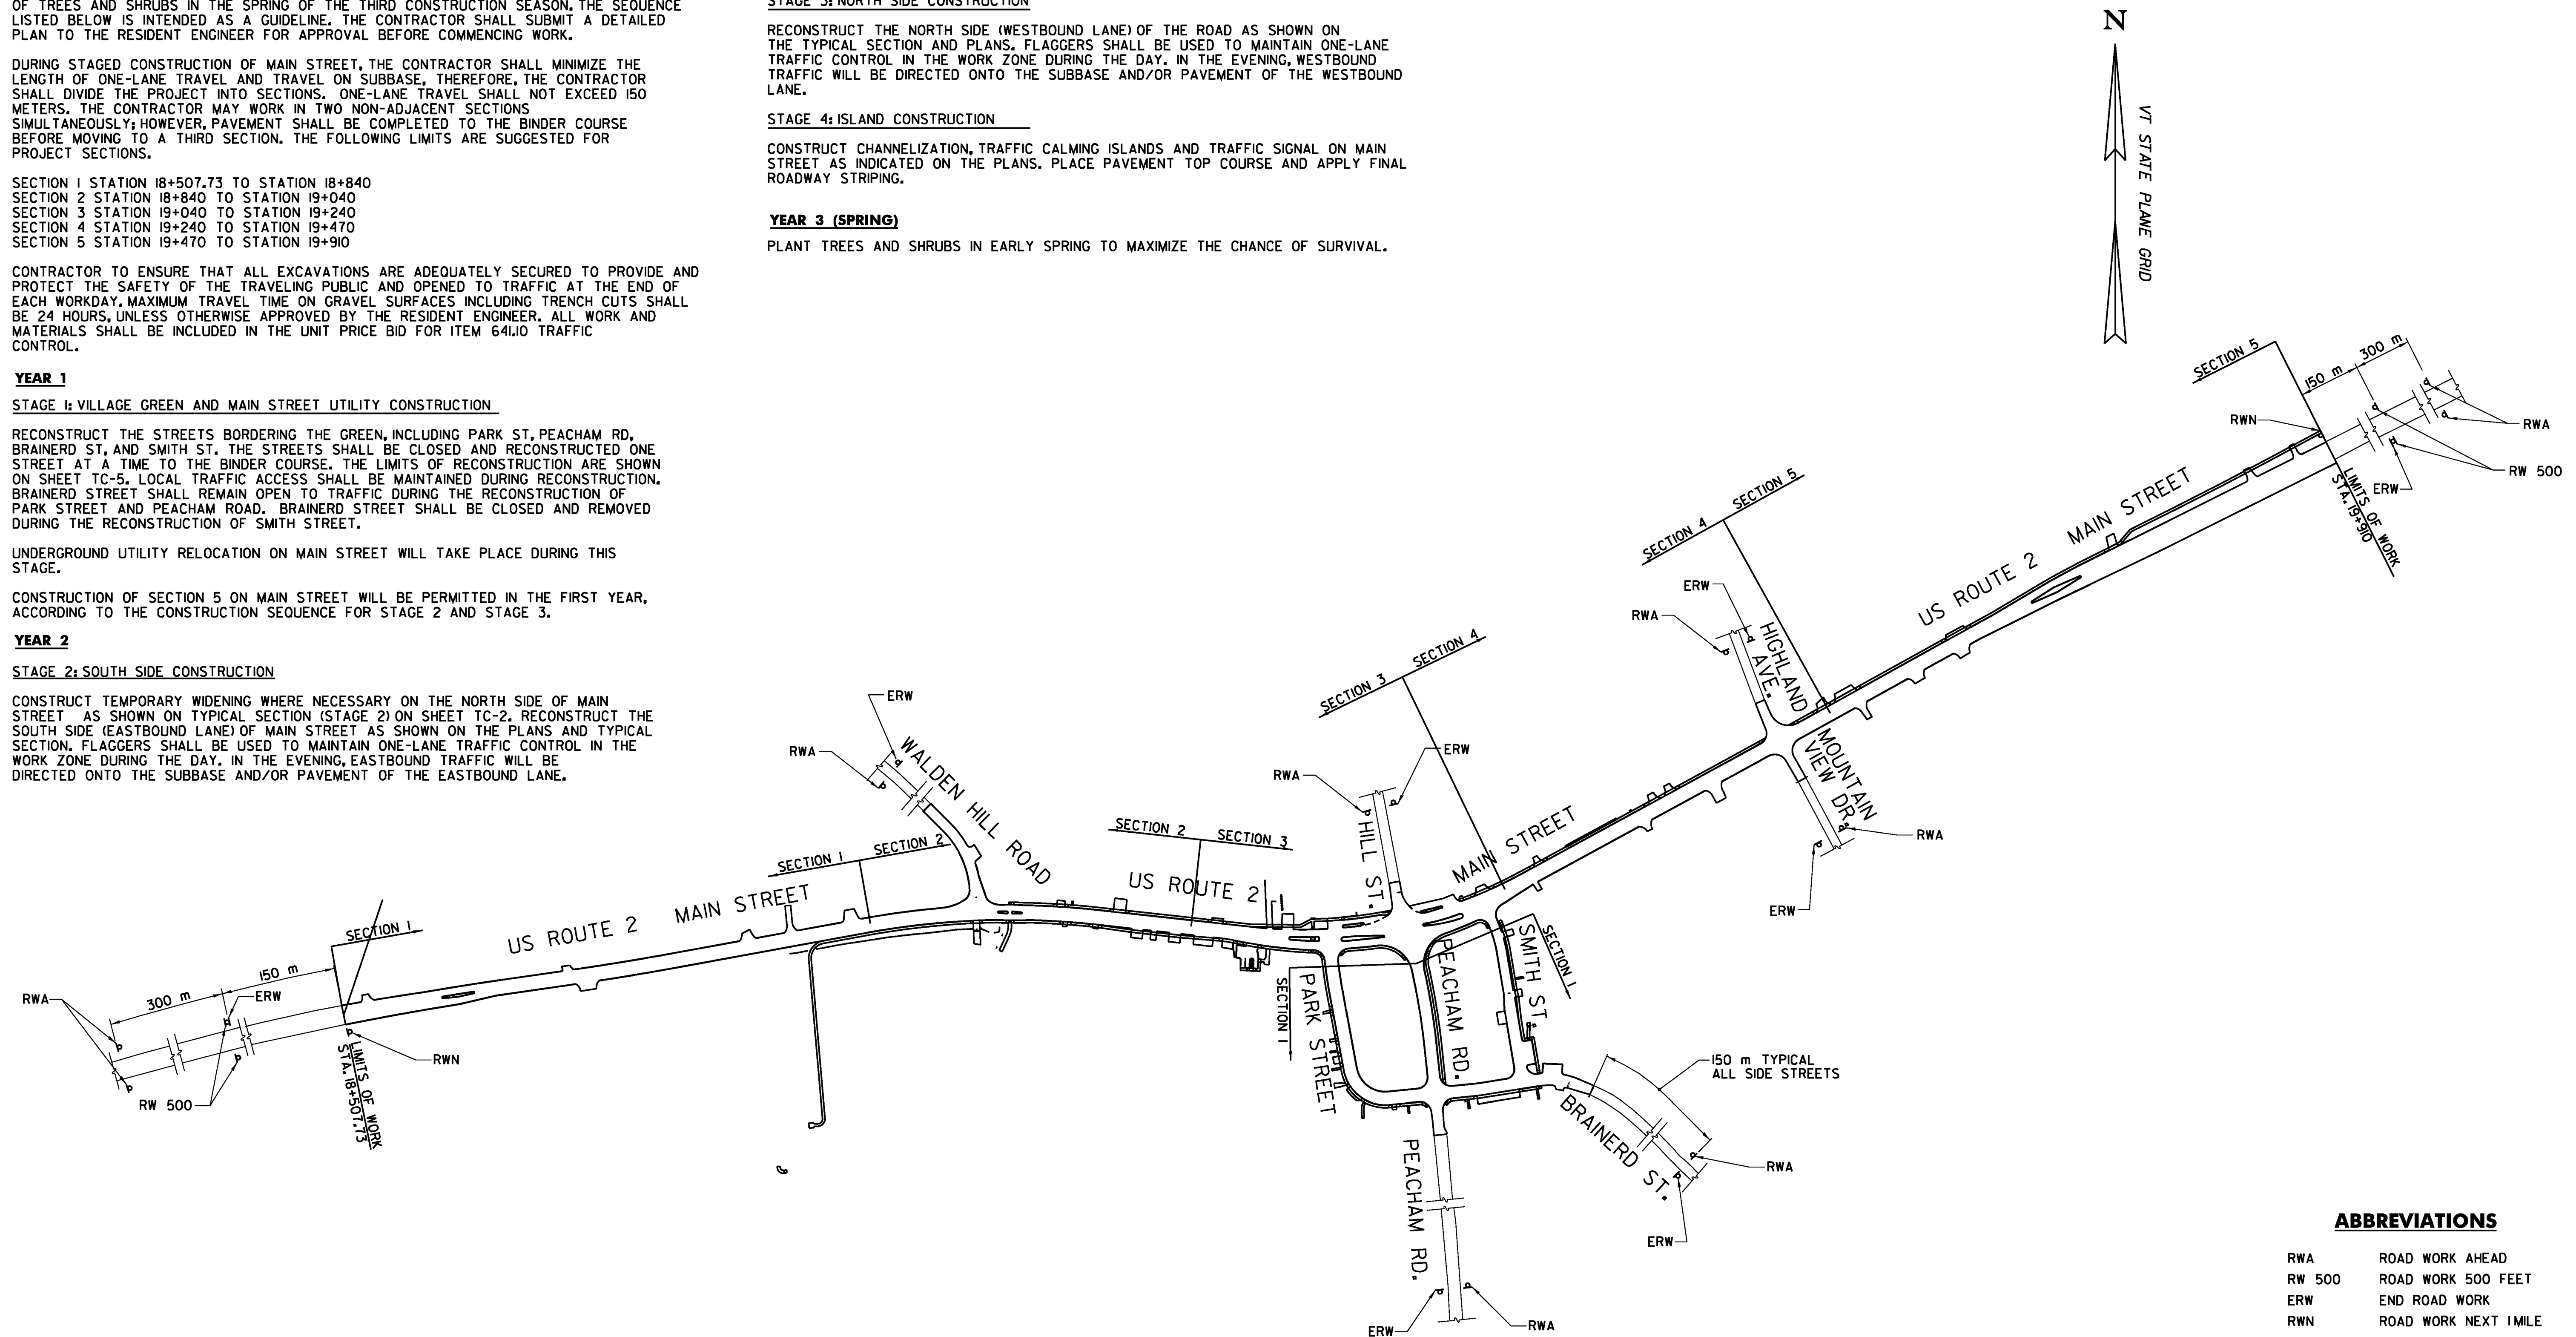 OF TREES AND SHRUBS IN THE SPRING OF THE THIRD CONSTRUCTION SEASON. THE SEQUENCE
LISTED BELOW IS INTENDED AS A GUIDELINE. THE CONTRACTOR SHALL SUBMIT A DETAILED
PLAN TO THE RESIDENT ENGINEER FOR APPROVAL BEFORE COMMENCING WORK.
DURING STAGED CONSTRUCTION OF MAIN STREET, THE CONTRACTOR SHALL MINIMIZE THE
LENGTH OF ONE-LANE TRAVEL AND TRAVEL ON SUBBASE, THEREFORE, THE CONTRACTOR
SHALL DIVIDE THE PROJECT INTO SECTIONS. ONE-LANE TRAVEL SHALL NOT EXCEED 150
METERS. THE CONTRACTOR MAY WORK IN TWO NON-ADJACENT SECTIONS
SIMULTANEOUSLY; HOWEVER, PAVEMENT SHALL BE COMPLETED TO THE BINDER COURSE
BEFORE MOVING TO A THIRD SECTION. THE FOLLOWING LIMITS ARE SUGGESTED FOR
PROJECT SECTIONS.
SECTION 1 STATION 18+507.73 TO STATION 18+840
SECTION 2 STATION 18+840 TO STATION 19+040
SECTION 3 STATION 19+040 TO STATION 19+240
SECTION 4 STATION 19+240 TO STATION 19+470
SECTION 5 STATION 19+470 TO STATION 19+910
CONTRACTOR TO ENSURE THAT ALL EXCAVATIONS ARE ADEQUATELY SECURED TO PROVIDE AND
PROTECT THE SAFETY OF THE TRAVELING PUBLIC AND OPENED TO TRAFFIC AT THE END OF
EACH WORKDAY. MAXIMUM TRAVEL TIME ON GRAVEL SURFACES INCLUDING TRENCH CUTS SHALL
BE 24 HOURS, UNLESS OTHERWISE APPROVED BY THE RESIDENT ENGINEER. ALL WORK AND
MATERIALS SHALL BE INCLUDED IN THE UNIT PRICE BID FOR ITEM 641.10 TRAFFIC
CONTROL.
YEAR 1
STAGE 1: VILLAGE GREEN AND MAIN STREET UTILITY CONSTRUCTION
RECONSTRUCT THE STREETS BORDERING THE GREEN, INCLUDING PARK ST, PEACHAM RD,
BRAINERD ST, AND SMITH ST. THE STREETS SHALL BE CLOSED AND RECONSTRUCTED ONE
STREET AT A TIME TO THE BINDER COURSE. THE LIMITS OF RECONSTRUCTION ARE SHOWN
ON SHEET TC-5. LOCAL TRAFFIC ACCESS SHALL BE MAINTAINED DURING RECONSTRUCTION.
BRAINERD STREET SHALL REMAIN OPEN TO TRAFFIC DURING THE RECONSTRUCTION OF
PARK STREET AND PEACHAM ROAD. BRAINERD STREET SHALL BE CLOSED AND REMOVED
DURING THE RECONSTRUCTION OF SMITH STREET.
UNDERGROUND UTILITY RELOCATION ON MAIN STREET WILL TAKE PLACE DURING THIS
STAGE.
CONSTRUCTION OF SECTION 5 ON MAIN STREET WILL BE PERMITTED IN THE FIRST YEAR,
ACCORDING TO THE CONSTRUCTION SEQUENCE FOR STAGE 2 AND STAGE 3.
YEAR 2
STAGE 2: SOUTH SIDE CONSTRUCTION
CONSTRUCT TEMPORARY WIDENING WHERE NECESSARY ON THE NORTH SIDE OF MAIN
STREET AS SHOWN ON TYPICAL SECTION (STAGE 2) ON SHEET TC-2. RECONSTRUCT THE
SOUTH SIDE (EASTBOUND LANE) OF MAIN STREET AS SHOWN ON THE PLANS AND TYPICAL
SECTION. FLAGGERS SHALL BE USED TO MAINTAIN ONE-LANE TRAFFIC CONTROL IN THE
WORK ZONE DURING THE DAY. IN THE EVENING, EASTBOUND TRAFFIC WILL BE
DIRECTED ONTO THE SUBBASE AND/OR PAVEMENT OF THE EASTBOUND LANE.
STAGE 3: NORTH SIDE CONSTRUCTION
RECONSTRUCT THE NORTH SIDE (WESTBOUND LANE) OF THE ROAD AS SHOWN ON
THE TYPICAL SECTION AND PLANS. FLAGGERS SHALL BE USED TO MAINTAIN ONE-LANE
TRAFFIC CONTROL IN THE WORK ZONE DURING THE DAY. IN THE EVENING, WESTBOUND
TRAFFIC WILL BE DIRECTED ONTO THE SUBBASE AND/OR PAVEMENT OF THE WESTBOUND
LANE.
STAGE 4: ISLAND CONSTRUCTION
CONSTRUCT CHANNELIZATION, TRAFFIC CALMING ISLANDS AND TRAFFIC SIGNAL ON MAIN
STREET AS INDICATED ON THE PLANS. PLACE PAVEMENT TOP COURSE AND APPLY FINAL
ROADWAY STRIPING.
YEAR 3 (SPRING)
PLANT TREES AND SHRUBS IN EARLY SPRING TO MAXIMIZE THE CHANCE OF SURVIVAL.
N
VT STATE PLANE GRID
SECTION 5
150 m
300 m
RWN
RWA
RW 500
ERW
LIMITS OF WORK
STA. 19+910
US ROUTE 2 MAIN STREET
SECTION 4
SECTION 5
ERW
RWA
HIGHLAND
AVE.
MOUNTAIN
VIEW DR.
RWA
ERW
SECTION 3
SECTION 4
ERW
RWA
HILL ST.
MAIN STREET
ERW
RWA
WALDEN HILL ROAD
SECTION 1
SECTION 2
SECTION 2
SECTION 3
US ROUTE 2
US ROUTE 2 MAIN STREET
SECTION 1
150 m
300 m
RWA
ERW
RW 500
RWN
LIMITS OF WORK
STA. 18+507.73
SECTION 1
PARK STREET
PEACHAM RD.
SMITH ST.
SECTION 1
150 m TYPICAL
ALL SIDE STREETS
BRAINERD ST.
RWA
ERW
PEACHAM RD.
ERW
RWA
ABBREVIATIONS
RWA ROAD WORK AHEAD
RW 500 ROAD WORK 500 FEET
ERW END ROAD WORK
RWN ROAD WORK NEXT 1 MILE